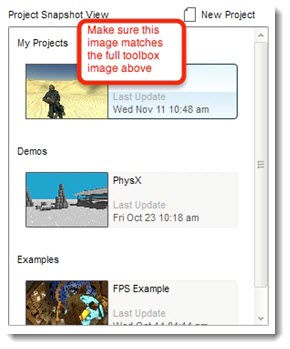 Project Snapshot View
New Project
My Projects
Make sure this
image matches
the full toolbox
image above
Last Update
Wed Nov 11 10:48 am
Demos
PhysX
Last Update
Fri Oct 23 10:18 am
Examples
FPS Example
Last Update